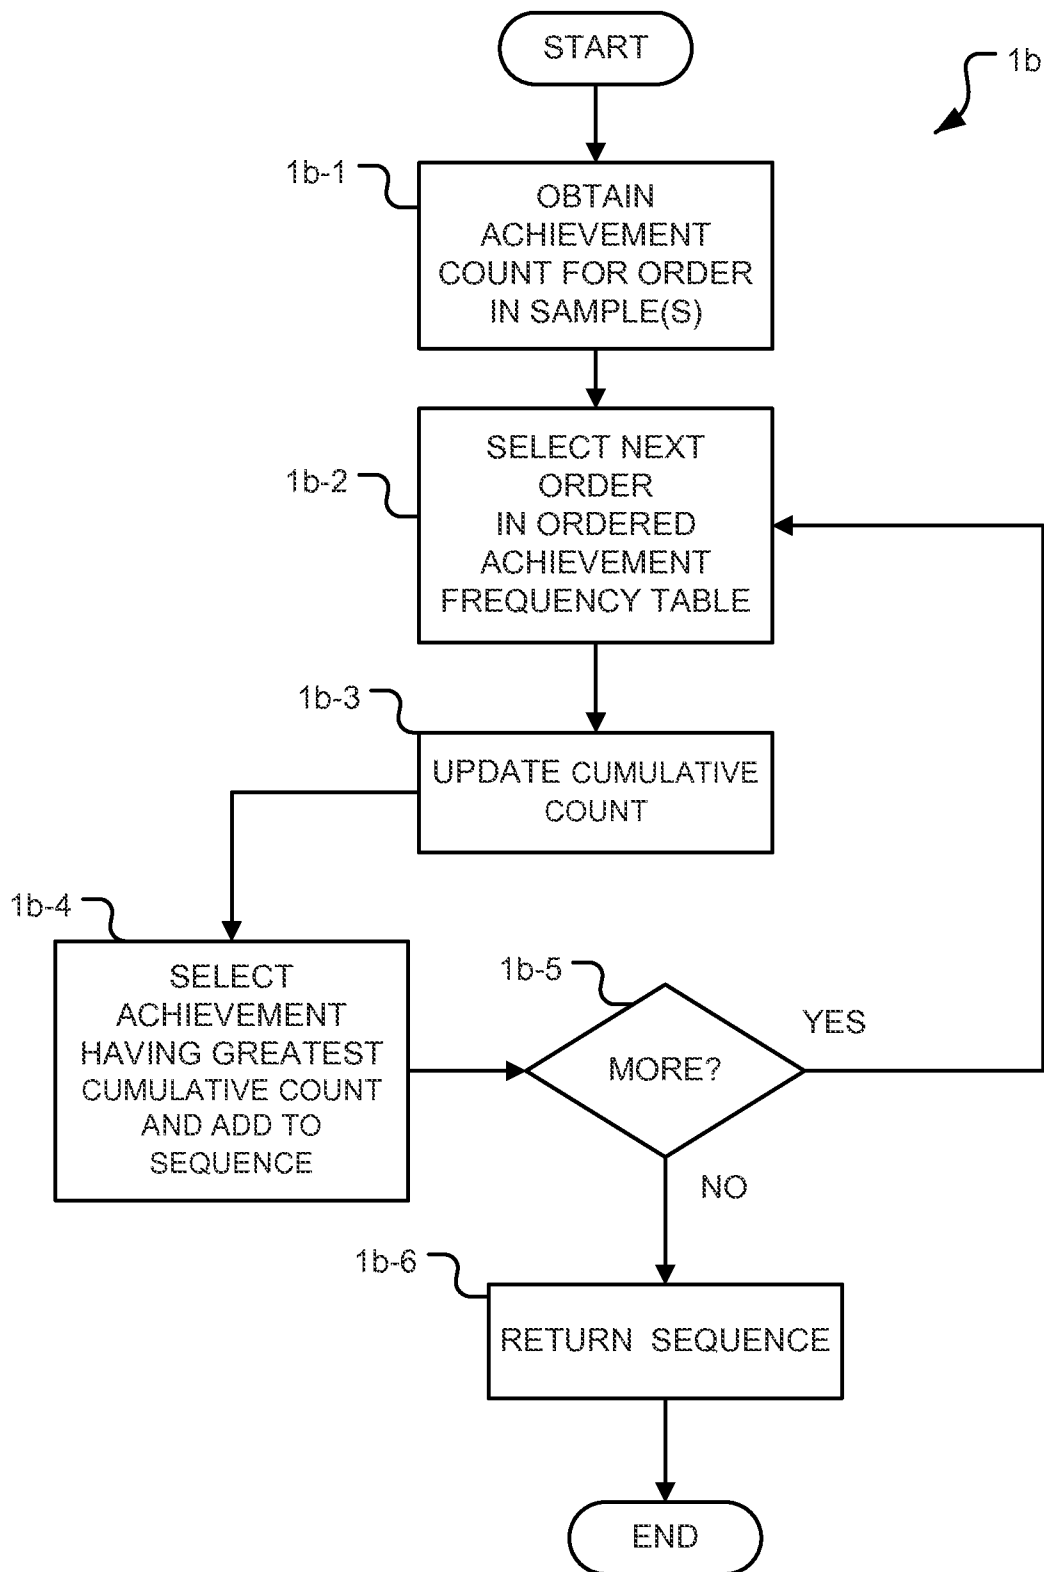 START
1b
1b-1
OBTAIN
ACHIEVEMENT
COUNT FOR ORDER
IN SAMPLE(S)
1b-2
SELECT NEXT
ORDER
IN ORDERED
ACHIEVEMENT
FREQUENCY TABLE
1b-3
UPDATE CUMULATIVE
COUNT
1b-4
SELECT
ACHIEVEMENT
HAVING GREATEST
CUMULATIVE COUNT
AND ADD TO
SEQUENCE
1b-5
MORE?
YES
NO
1b-6
RETURN SEQUENCE
END